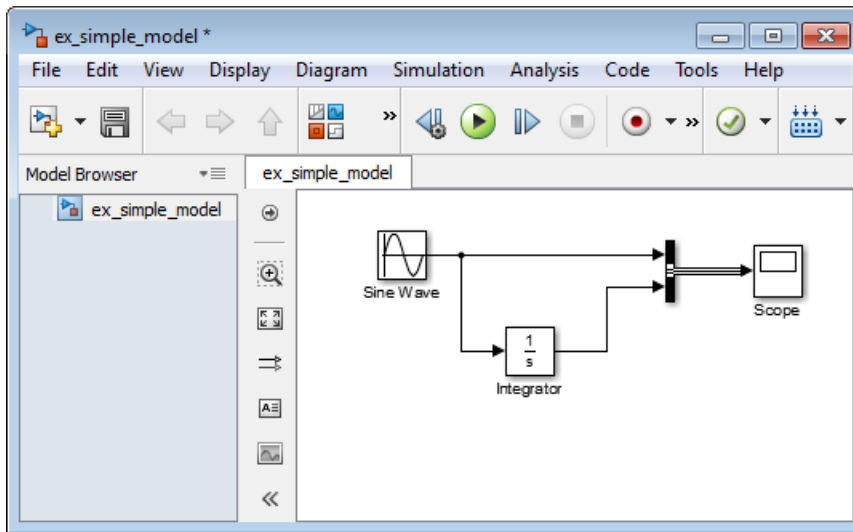 ex_simple_model *
File Edit View Display Diagram Simulation Analysis Code Tools Help
Model Browser
ex_simple_model
ex_simple_model
Sine Wave
Scope
1
s
Integrator